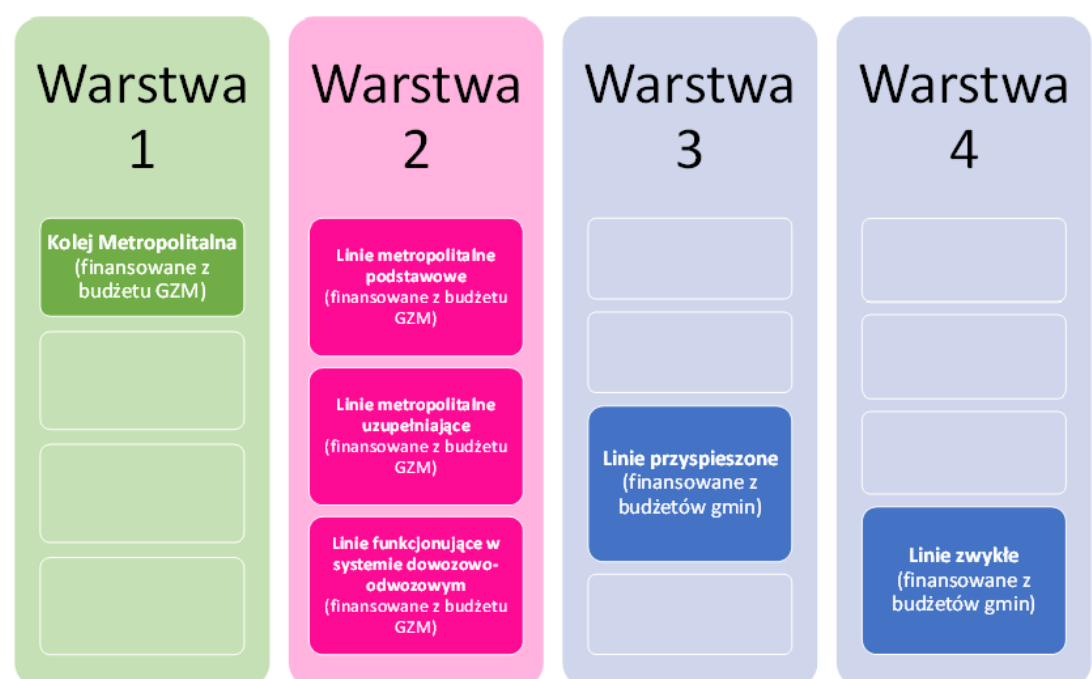 Warstwa
1
Kolej Metropolitalna
(finansowane z
budżetu GZM)
Warstwa
2
Linie metropolitalne
podstawowe
(finansowane z budżetu
GZM)
Linie metropolitalne
uzupełniające
(finansowane z budżetu
GZM)
Linie funkcjonujące w
systemie dowozowo-
odwozowym
(finansowane z budżetu
GZM)
Warstwa
3
Linie przyspieszone
(finansowane z
budżetów gmin)
Warstwa
4
Linie zwykłe
(finansowane z
budżetów gmin)